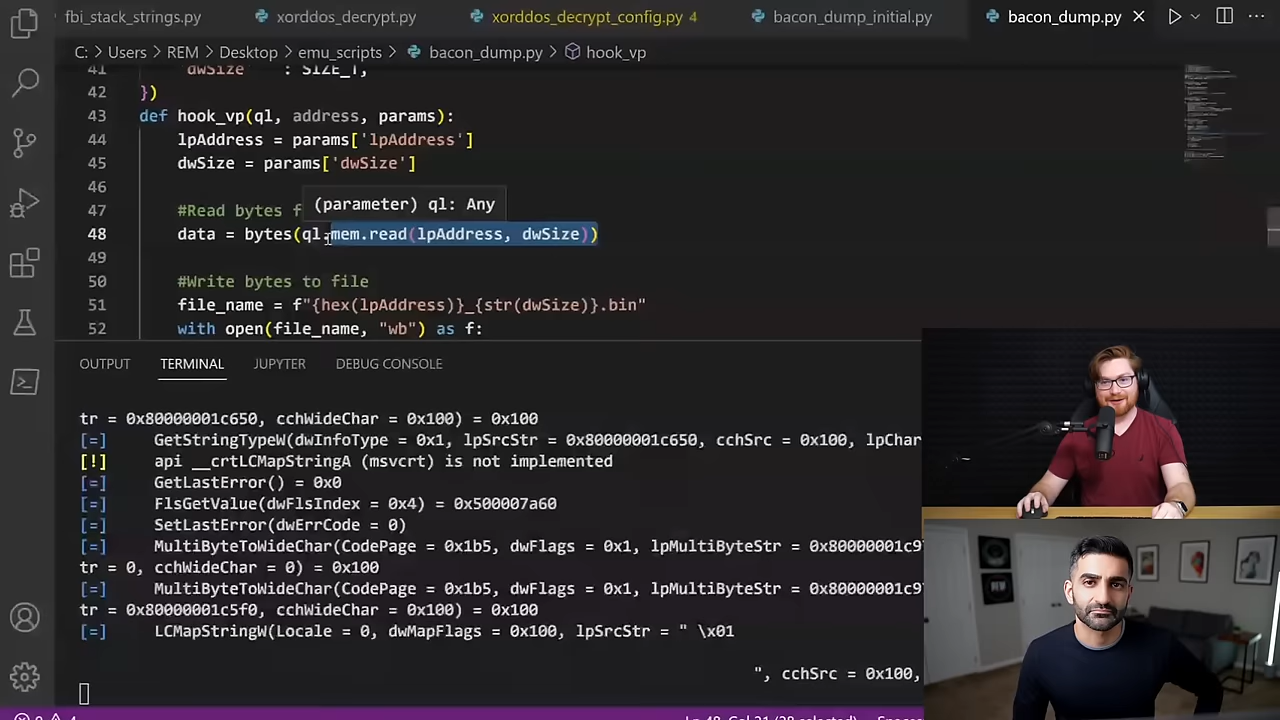 fbi_stack_strings.py xorddos_decrypt.py xorddos_decrypt_config.py 4 bacon_dump_initial.py bacon_dump.py
C: > Users > REM > Desktop > emu_scripts > bacon_dump.py > hook_vp
41 dwSize : SIZE_T,
42 })
43 def hook_vp(ql, address, params):
44 lpAddress = params['lpAddress']
45 dwSize = params['dwSize']
46
(parameter) ql: Any
47 #Read bytes f
48 data = bytes(ql.mem.read(lpAddress, dwSize))
49
50 #Write bytes to file
51 file_name = f"{hex(lpAddress)}_{str(dwSize)}.bin"
52 with open(file_name, "wb") as f:
OUTPUT TERMINAL JUPYTER DEBUG CONSOLE
tr = 0x80000001c650, cchWideChar = 0x100) = 0x100
[=] GetStringTypeW(dwInfoType = 0x1, lpSrcStr = 0x80000001c650, cchSrc = 0x100, lpChar
[!] api __crtLCMapStringA (msvcrt) is not implemented
[=] GetLastError() = 0x0
[=] FlsGetValue(dwFlsIndex = 0x4) = 0x500007a60
[=] SetLastError(dwErrCode = 0)
[=] MultiByteToWideChar(CodePage = 0x1b5, dwFlags = 0x1, lpMultiByteStr = 0x80000001c9
tr = 0, cchWideChar = 0) = 0x100
[=] MultiByteToWideChar(CodePage = 0x1b5, dwFlags = 0x1, lpMultiByteStr = 0x80000001c9
tr = 0x80000001c5f0, cchWideChar = 0x100) = 0x100
[=] LCMapStringW(Locale = 0, dwMapFlags = 0x100, lpSrcStr = " \x01
", cchSrc = 0x100,